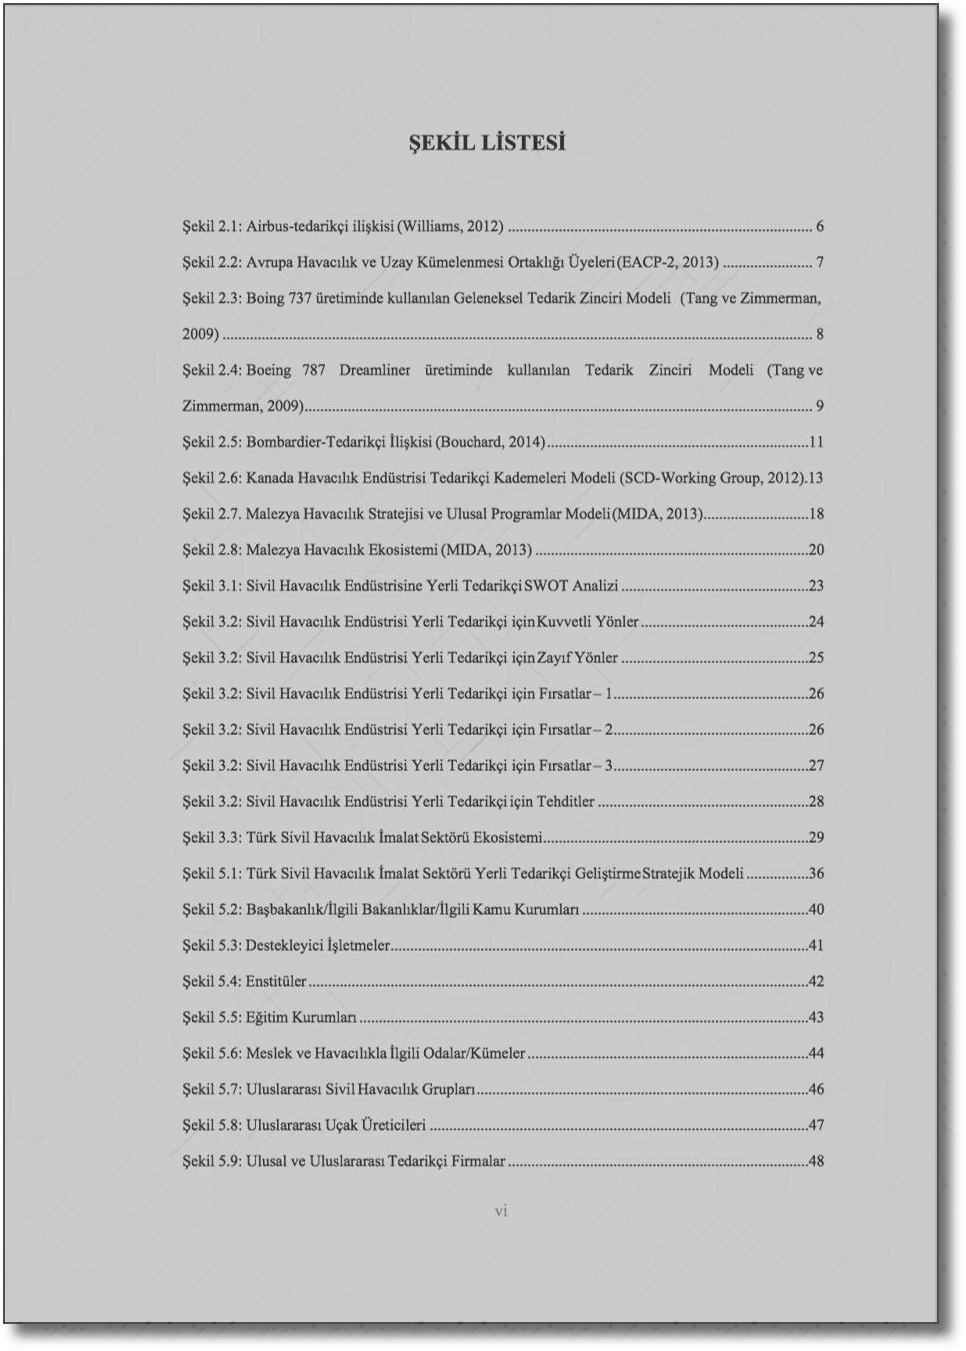 ŞEKİL LİSTESİ
Şekil 2.1: Airbus-tedarikçi ilişkisi (Williams, 2012) ........ 6
Şekil 2.2: Avrupa Havacılık ve Uzay Kümelenmesi Ortaklığı Üyeleri (EACP-2, 2013) ........ 7
Şekil 2.3: Boing 737 üretiminde kullanılan Geleneksel Tedarik Zinciri Modeli (Tang ve Zimmerman,
2009) ........ 8
Şekil 2.4: Boeing 787 Dreamliner üretiminde kullanılan Tedarik Zinciri Modeli (Tang ve
Zimmerman, 2009)........ 9
Şekil 2.5: Bombardier-Tedarikçi İlişkisi (Bouchard, 2014)........11
Şekil 2.6: Kanada Havacılık Endüstrisi Tedarikçi Kademeleri Modeli (SCD-Working Group, 2012).13
Şekil 2.7. Malezya Havacılık Stratejisi ve Ulusal Programlar Modeli (MIDA, 2013)........18
Şekil 2.8: Malezya Havacılık Ekosistemi (MIDA, 2013) ........20
Şekil 3.1: Sivil Havacılık Endüstrisine Yerli Tedarikçi SWOT Analizi ........23
Şekil 3.2: Sivil Havacılık Endüstrisi Yerli Tedarikçi için Kuvvetli Yönler ........24
Şekil 3.2: Sivil Havacılık Endüstrisi Yerli Tedarikçi için Zayıf Yönler ........25
Şekil 3.2: Sivil Havacılık Endüstrisi Yerli Tedarikçi için Fırsatlar – 1........26
Şekil 3.2: Sivil Havacılık Endüstrisi Yerli Tedarikçi için Fırsatlar – 2........26
Şekil 3.2: Sivil Havacılık Endüstrisi Yerli Tedarikçi için Fırsatlar – 3........27
Şekil 3.2: Sivil Havacılık Endüstrisi Yerli Tedarikçi için Tehditler ........28
Şekil 3.3: Türk Sivil Havacılık İmalat Sektörü Ekosistemi........29
Şekil 5.1: Türk Sivil Havacılık İmalat Sektörü Yerli Tedarikçi Geliştirme Stratejik Modeli ........36
Şekil 5.2: Başbakanlık/İlgili Bakanlıklar/İlgili Kamu Kurumları ........40
Şekil 5.3: Destekleyici İşletmeler........41
Şekil 5.4: Enstitüler ........42
Şekil 5.5: Eğitim Kurumları ........43
Şekil 5.6: Meslek ve Havacılıkla İlgili Odalar/Kümeler ........44
Şekil 5.7: Uluslararası Sivil Havacılık Grupları ........46
Şekil 5.8: Uluslararası Uçak Üreticileri ........47
Şekil 5.9: Ulusal ve Uluslararası Tedarikçi Firmalar ........48
vi